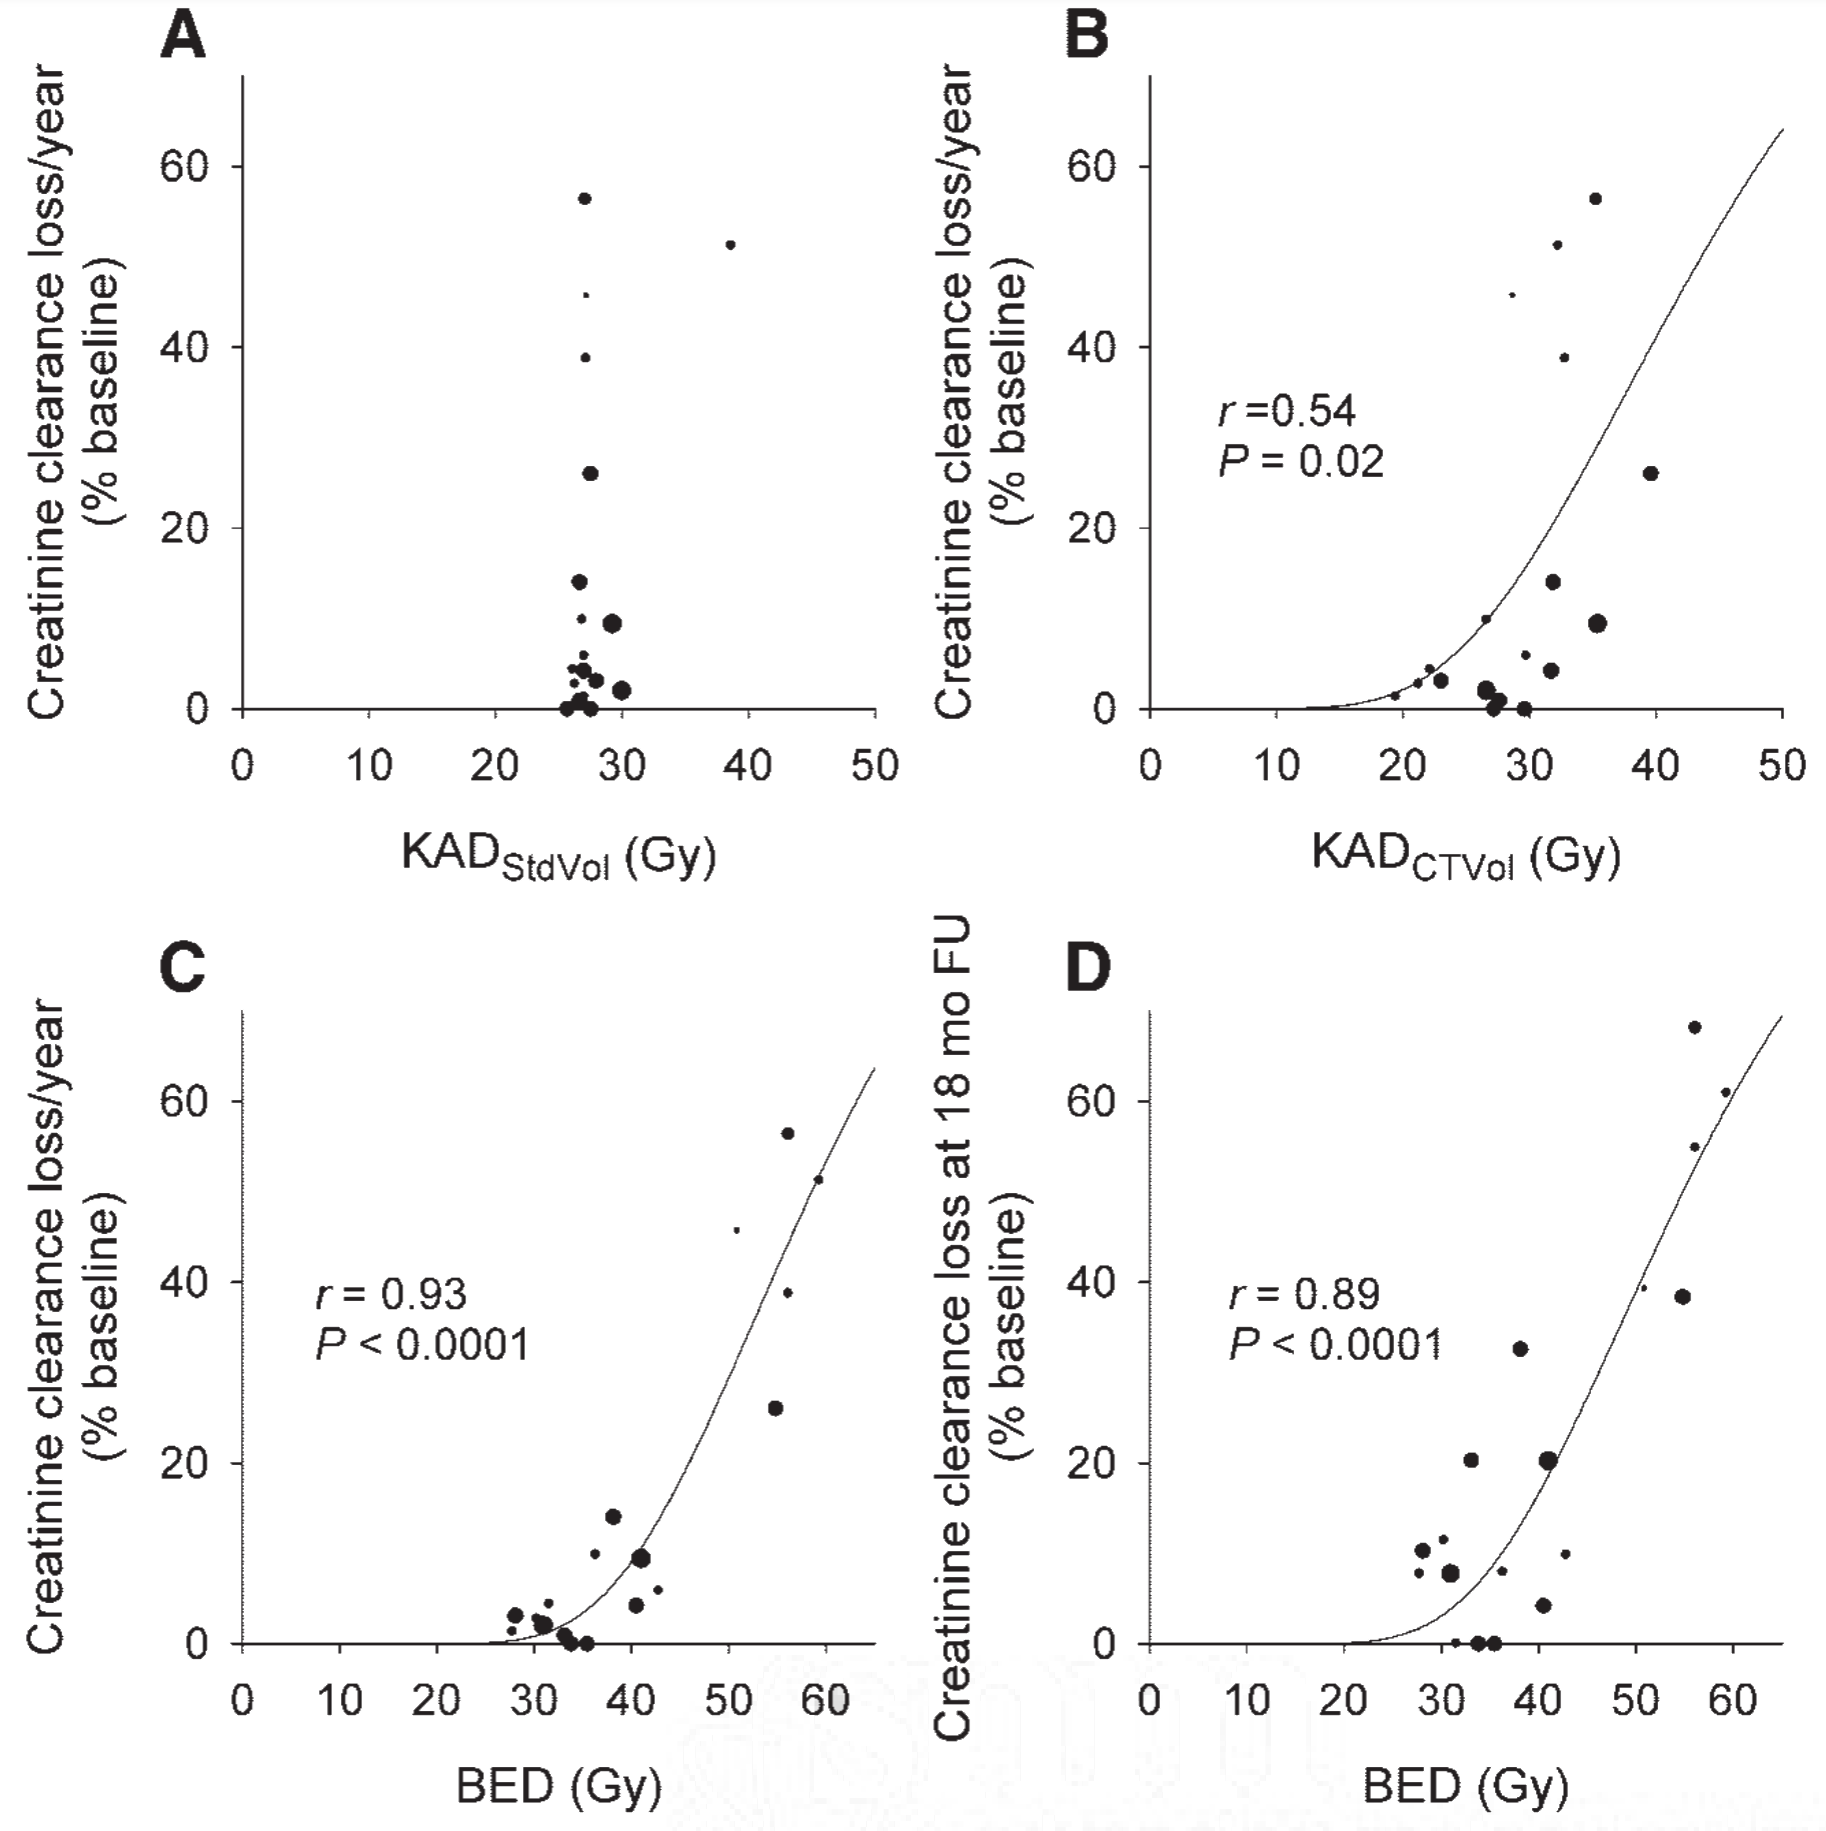 A
Creatinine clearance loss/year
(% baseline)
60
40
20
0
0 10 20 30 40 50
KADStdVol (Gy)
B
Creatinine clearance loss/year
(% baseline)
60
40
20
0
r =0.54
P = 0.02
0 10 20 30 40 50
KADCTVol (Gy)
C
Creatinine clearance loss/year
(% baseline)
60
40
20
0
r = 0.93
P < 0.0001
0 10 20 30 40 50 60
BED (Gy)
D
Creatinine clearance loss at 18 mo FU
(% baseline)
60
40
20
0
r = 0.89
P < 0.0001
0 10 20 30 40 50 60
BED (Gy)